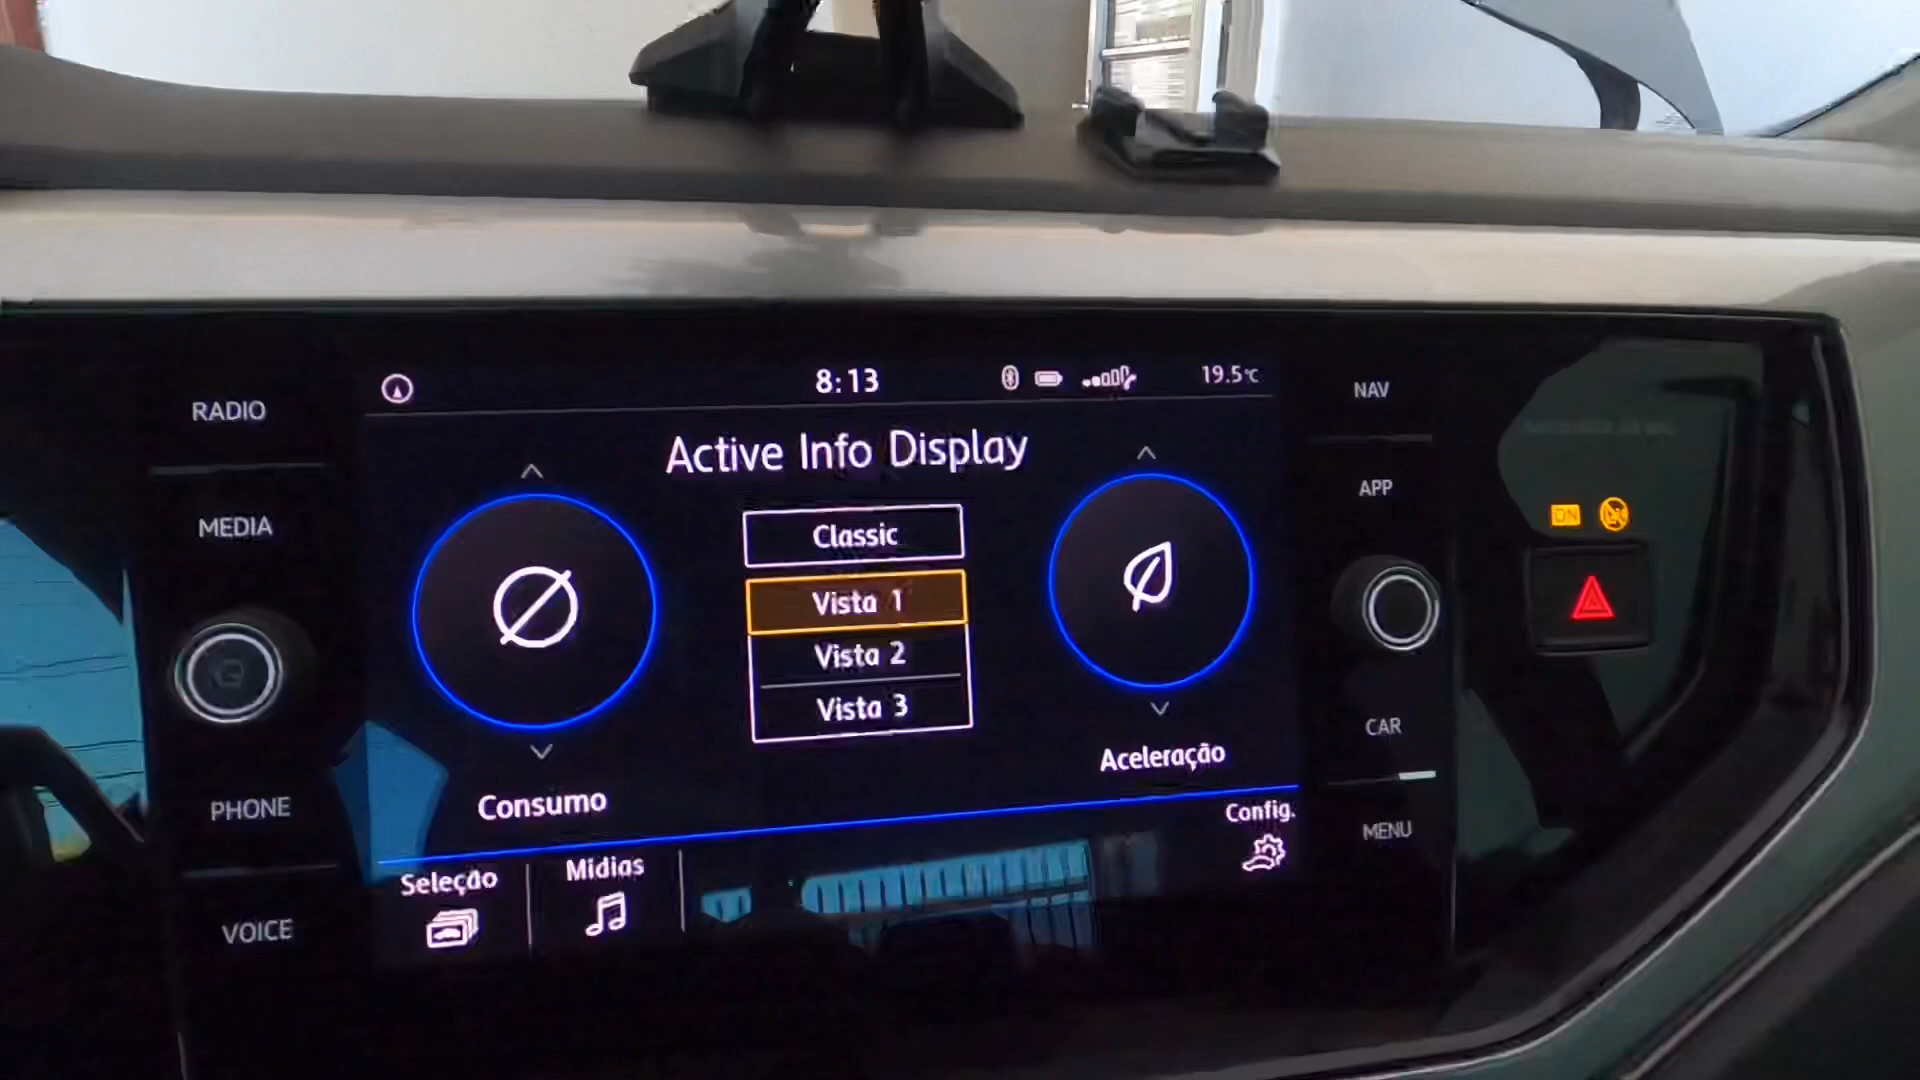 8:13
19.5°C
RADIO
MEDIA
PHONE
VOICE
Active Info Display
Classic
Vista 1
Vista 2
Vista 3
Consumo
Aceleração
Seleção
Mídias
Config.
NAV
APP
CAR
MENU
ON